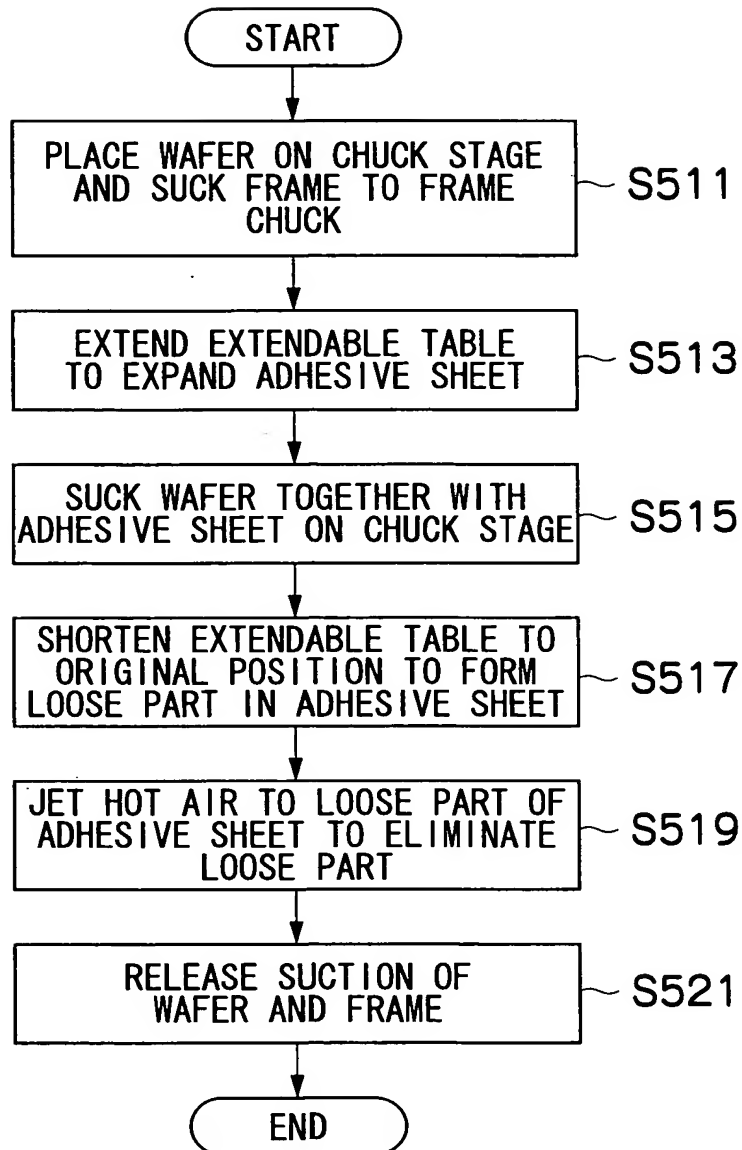 START
PLACE WAFER ON CHUCK STAGE
AND SUCK FRAME TO FRAME
CHUCK
S511
EXTEND EXTENDABLE TABLE
TO EXPAND ADHESIVE SHEET
S513
SUCK WAFER TOGETHER WITH
ADHESIVE SHEET ON CHUCK STAGE
S515
SHORTEN EXTENDABLE TABLE TO
ORIGINAL POSITION TO FORM
LOOSE PART IN ADHESIVE SHEET
S517
JET HOT AIR TO LOOSE PART OF
ADHESIVE SHEET TO ELIMINATE
LOOSE PART
S519
RELEASE SUCTION OF
WAFER AND FRAME
S521
END